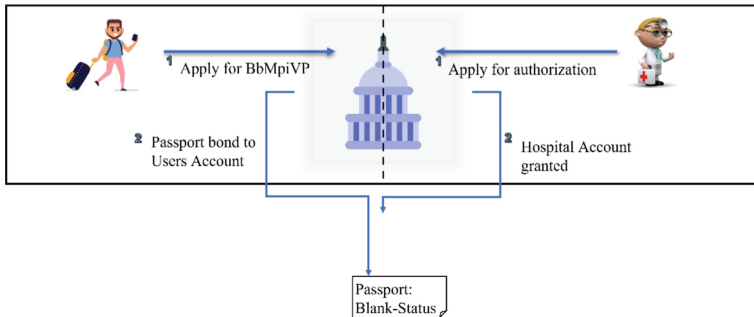 1 Apply for BbMpiVP
1 Apply for authorization
2 Passport bond to
Users Account
2 Hospital Account
granted
Passport:
Blank-Status